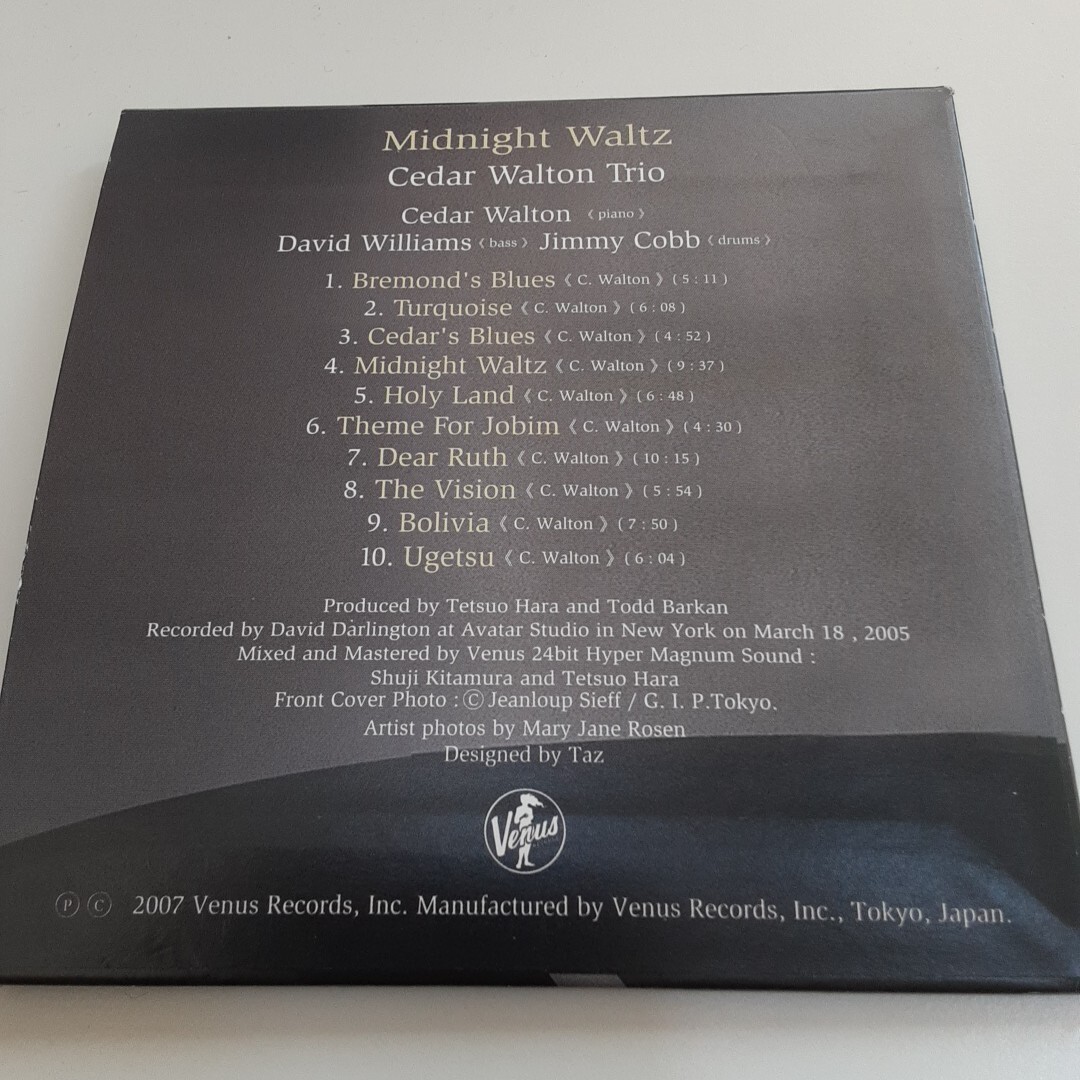 Midnight Waltz
Cedar Walton Trio
Cedar Walton 《 piano 》
David Williams《 bass 》 Jimmy Cobb《 drums 》
1. Bremond's Blues《 C. Walton 》( 5 : 11 )
2. Turquoise《 C. Walton 》( 6 : 08 )
3. Cedar's Blues《 C. Walton 》( 4 : 52 )
4. Midnight Waltz《 C. Walton 》( 9 : 37 )
5. Holy Land《 C. Walton 》( 6 : 48 )
6. Theme For Jobim《 C. Walton 》( 4 : 30 )
7. Dear Ruth《 C. Walton 》( 10 : 15 )
8. The Vision《 C. Walton 》( 5 : 54 )
9. Bolivia《 C. Walton 》( 7 : 50 )
10. Ugetsu《 C. Walton 》( 6 : 04 )
Produced by Tetsuo Hara and Todd Barkan
Recorded by David Darlington at Avatar Studio in New York on March 18 , 2005
Mixed and Mastered by Venus 24bit Hyper Magnum Sound :
Shuji Kitamura and Tetsuo Hara
Front Cover Photo : © Jeanloup Sieff / G. I. P.Tokyo.
Artist photos by Mary Jane Rosen
Designed by Taz
Venus
℗ © 2007 Venus Records, Inc. Manufactured by Venus Records, Inc., Tokyo, Japan.